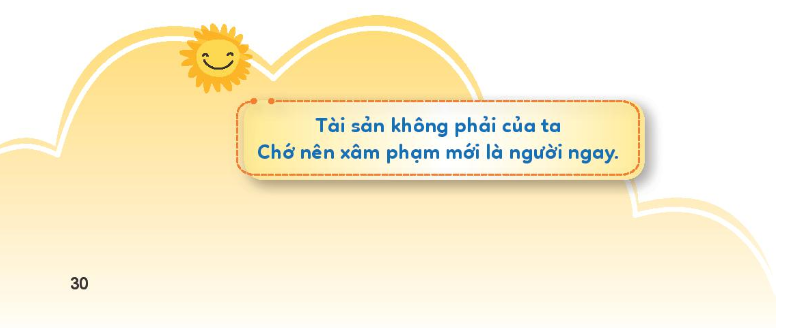 Tài sản không phải của ta
Chớ nên xâm phạm mới là người ngay.
30